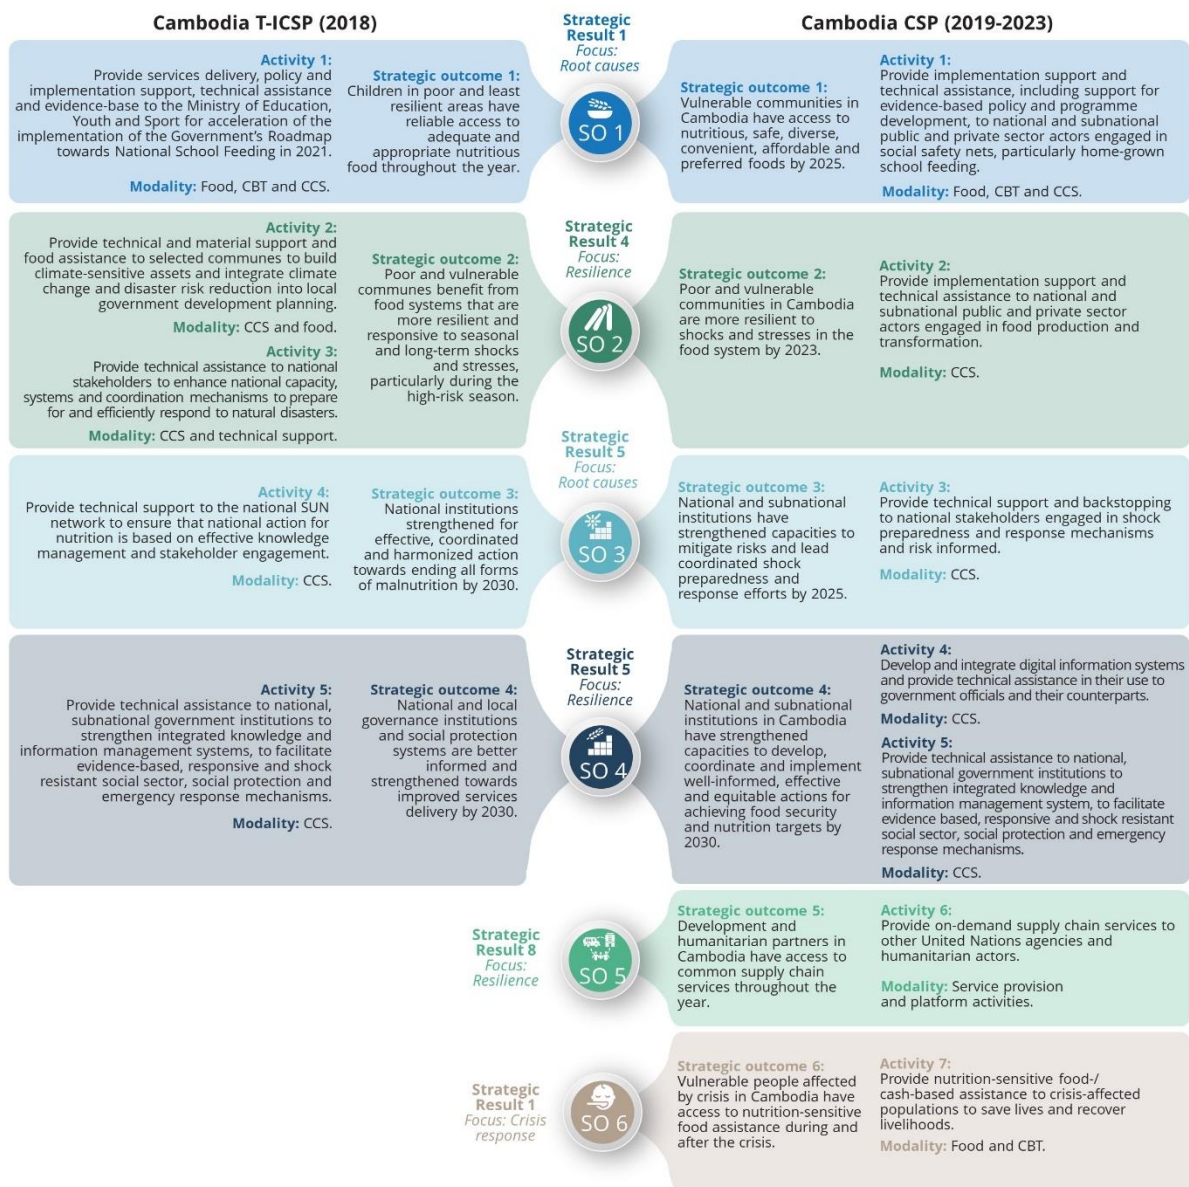 Cambodia T-ICSP (2018)
Cambodia CSP (2019-2023)
Strategic
Result 1
Focus:
Root causes
Activity 1:
Provide services delivery, policy and
implementation support, technical assistance
and evidence-base to the Ministry of Education,
Youth and Sport for acceleration of the
implementation of the Government's Roadmap
towards National School Feeding in 2021.
Modality: Food, CBT and CCS.
Strategic outcome 1:
Children in poor and least
resilient areas have
reliable access to
adequate and
appropriate nutritious
food throughout the year.
SO 1
Strategic outcome 1:
Vulnerable communities in
Cambodia have access to
nutritious, safe, diverse,
convenient, affordable and
preferred foods by 2025.
Activity 1:
Provide implementation support and
technical assistance, including support for
evidence-based policy and programme
development, to national and subnational
public and private sector actors engaged in
social safety nets, particularly home-grown
school feeding.
Modality: Food, CBT and CCS.
Strategic
Result 4
Focus:
Resilience
Activity 2:
Provide technical and material support and
food assistance to selected communes to build
climate-sensitive assets and integrate climate
change and disaster risk reduction into local
government development planning.
Modality: CCS and food.
Activity 3:
Provide technical assistance to national
stakeholders to enhance national capacity,
systems and coordination mechanisms to prepare
for and efficiently respond to natural disasters.
Modality: CCS and technical support.
Strategic outcome 2:
Poor and vulnerable
communes benefit from
food systems that are
more resilient and
responsive to seasonal
and long-term shocks
and stresses,
particularly during the
high-risk season.
SO 2
Strategic outcome 2:
Poor and vulnerable
communities in Cambodia
are more resilient to
shocks and stresses in the
food system by 2023.
Activity 2:
Provide implementation support and
technical assistance to national and
subnational public and private sector
actors engaged in food production and
transformation.
Modality: CCS.
Strategic
Result 5
Focus:
Root causes
Activity 4:
Provide technical support to the national SUN
network to ensure that national action for
nutrition is based on effective knowledge
management and stakeholder engagement.
Modality: CCS.
Strategic outcome 3:
National institutions
strengthened for
effective, coordinated
and harmonized action
towards ending all forms
of malnutrition by 2030.
SO 3
Strategic outcome 3:
National and subnational
institutions have
strengthened capacities to
mitigate risks and lead
coordinated shock
preparedness and
response efforts by 2025.
Activity 3:
Provide technical support and backstopping
to national stakeholders engaged in shock
preparedness and response mechanisms
and risk informed.
Modality: CCS.
Strategic
Result 5
Focus:
Resilience
Activity 5:
Provide technical assistance to national,
subnational government institutions to
strengthen integrated knowledge and
information management systems, to facilitate
evidence-based, responsive and shock
resistant social sector, social protection and
emergency response mechanisms.
Modality: CCS.
Strategic outcome 4:
National and local
governance institutions
and social protection
systems are better
informed and
strengthened towards
improved services
delivery by 2030.
SO 4
Strategic outcome 4:
National and subnational
institutions in Cambodia
have strengthened
capacities to develop,
coordinate and implement
well-informed, effective
and equitable actions for
achieving food security
and nutrition targets by
2030.
Activity 4:
Develop and integrate digital information systems
and provide technical assistance in their use to
government officials and their counterparts.
Modality: CCS.
Activity 5:
Provide technical assistance to national,
subnational government institutions to
strengthen integrated knowledge and
information management system, to facilitate
evidence based, responsive and shock resistant
social sector, social protection and emergency
response mechanisms.
Modality: CCS.
Strategic
Result 8
Focus:
Resilience
SO 5
Strategic outcome 5:
Development and
humanitarian partners in
Cambodia have access to
common supply chain
services throughout the
year.
Activity 6:
Provide on-demand supply chain services to
other United Nations agencies and
humanitarian actors.
Modality: Service provision
and platform activities.
Strategic
Result 1
Focus: Crisis
response
SO 6
Strategic outcome 6:
Vulnerable people affected
by crisis in Cambodia have
access to nutrition-sensitive
food assistance during and
after the crisis.
Activity 7:
Provide nutrition-sensitive food-/
cash-based assistance to crisis-affected
populations to save lives and recover
livelihoods.
Modality: Food and CBT.